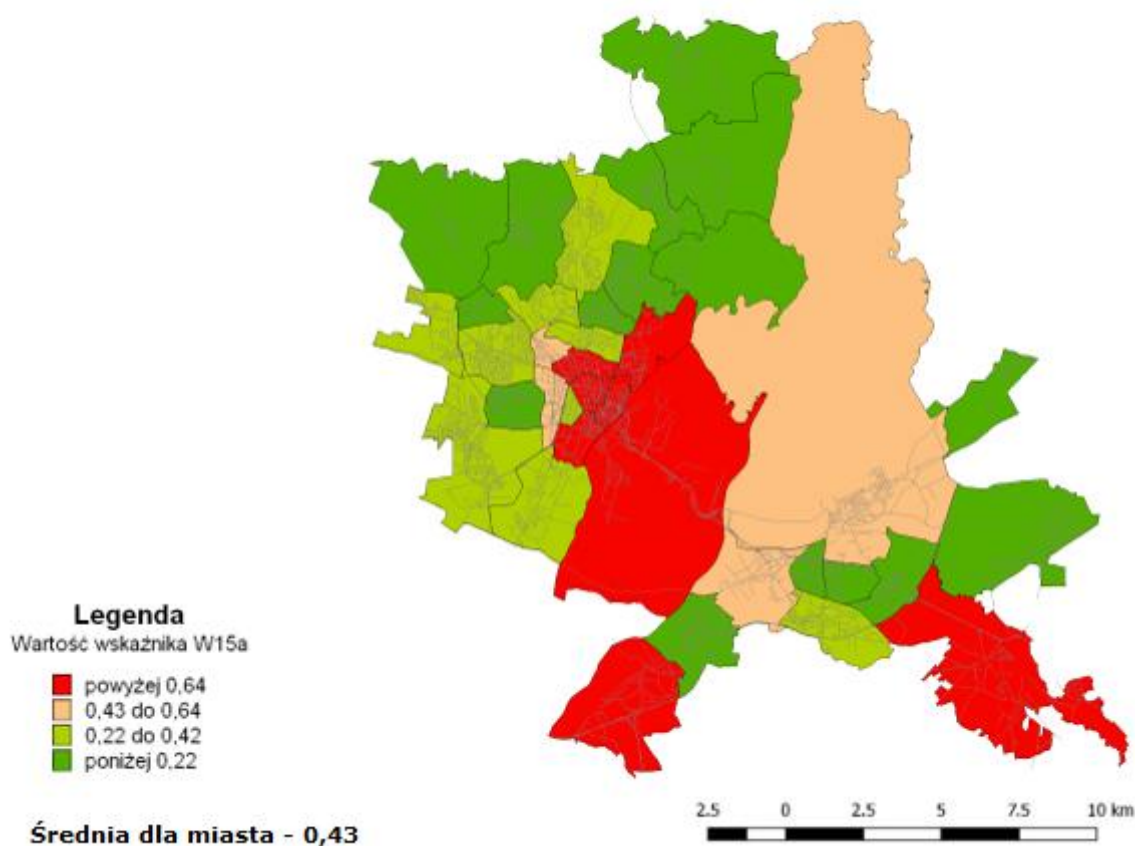 Legenda
Wartość wskaźnika W15a
powyżej 0,64
0,43 do 0,64
0,22 do 0,42
poniżej 0,22
Średnia dla miasta - 0,43
2.5 0 2.5 5 7.5 10 km